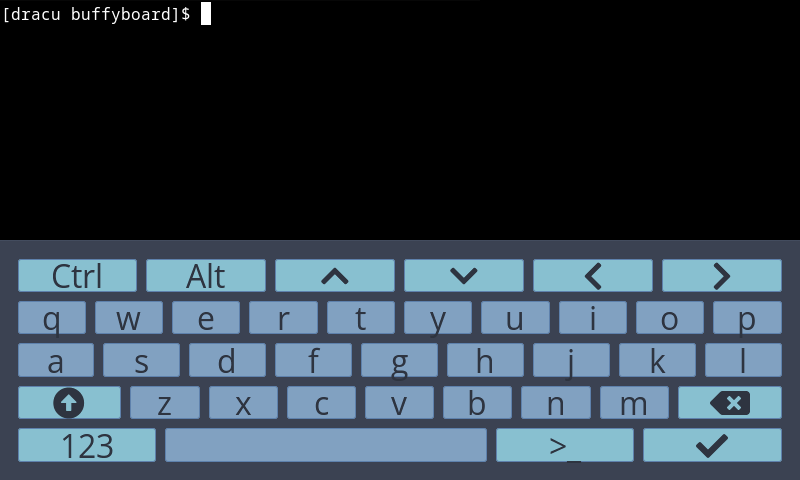 [dracu buffyboard]$
Ctrl Alt
q w e r t y u i o p
a s d f g h j k l
z x c v b n m
123 >_